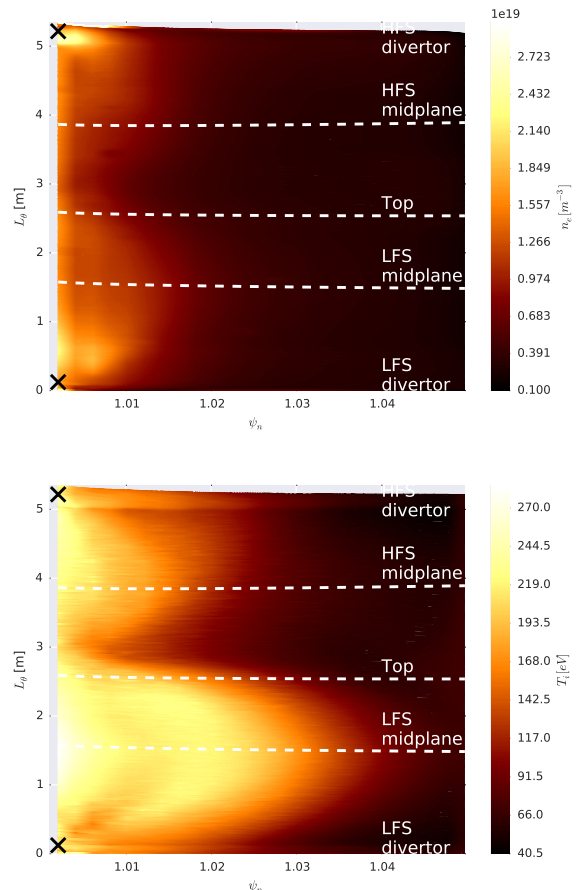 1e19
HFS
divertor
HFS
midplane
Top
LFS
midplane
LFS
divertor
5
4
3
2
1
0
L_θ [m]
1.01
1.02
1.03
1.04
ψ_n
2.723
2.432
2.140
1.849
1.557
1.266
0.974
0.683
0.391
0.100
n_e [m^{-3}]
HFS
divertor
HFS
midplane
Top
LFS
midplane
LFS
divertor
5
4
3
2
1
0
L_θ [m]
1.01
1.02
1.03
1.04
ψ_n
270.0
244.5
219.0
193.5
168.0
142.5
117.0
91.5
66.0
40.5
T_i [eV]